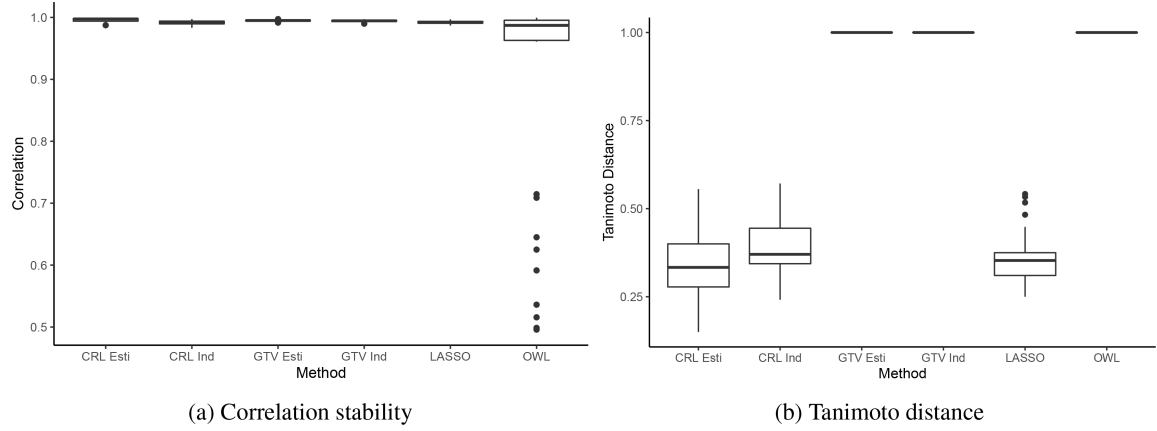 1.0
0.9
0.8
0.7
0.6
0.5
Correlation
CRL Esti CRL Ind GTV Esti GTV Ind LASSO OWL
Method
(a) Correlation stability
1.00
0.75
0.50
0.25
Tanimoto Distance
CRL Esti CRL Ind GTV Esti GTV Ind LASSO OWL
Method
(b) Tanimoto distance